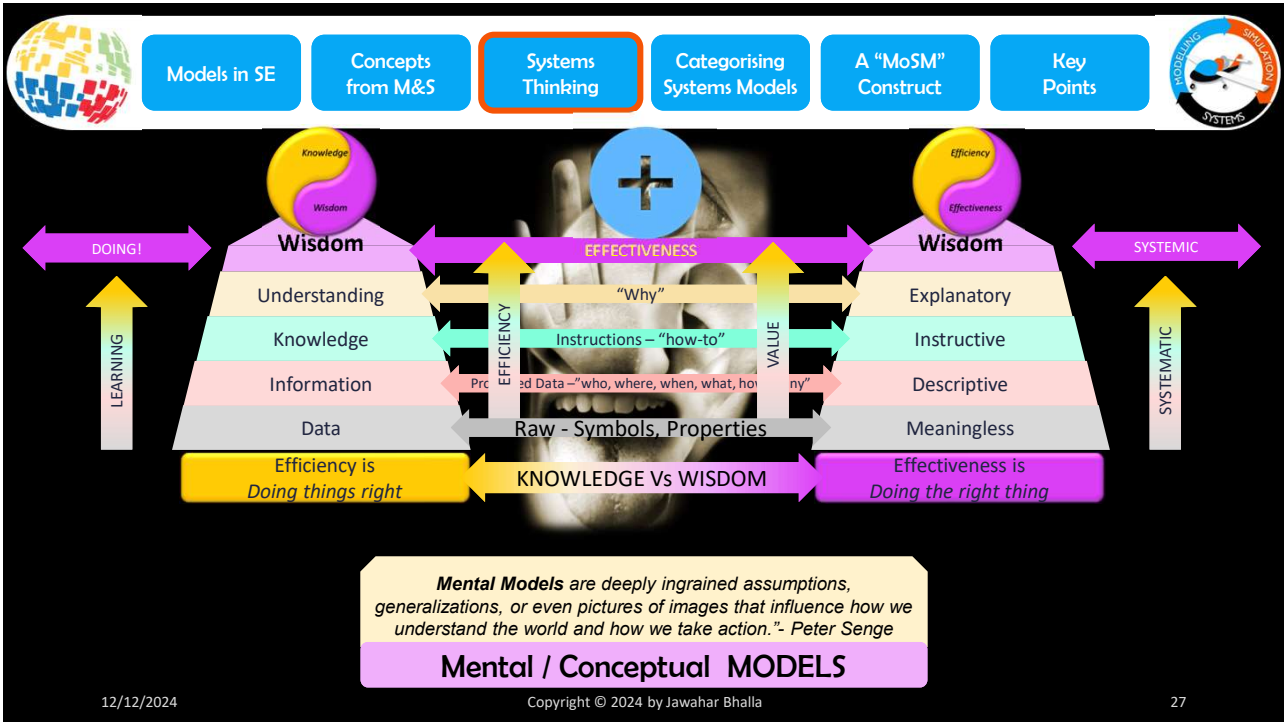 Models in SE
Concepts
from M&S
Systems
Thinking
Categorising
Systems Models
A “MoSM”
Construct
Key
Points
MODELLING
SIMULATION
SYSTEMS
Knowledge
Wisdom
Efficiency
Effectiveness
DOING!
Wisdom
EFFECTIVENESS
Wisdom
SYSTEMIC
Understanding
“Why”
Explanatory
Knowledge
Instructions – “how-to”
Instructive
Information
Data –”who, where, when, what,
Descriptive
Data
Raw - Symbols, Properties
Meaningless
LEARNING
EFFICIENCY
VALUE
SYSTEMATIC
Efficiency is
Doing things right
KNOWLEDGE Vs WISDOM
Effectiveness is
Doing the right thing
Mental Models are deeply ingrained assumptions,
generalizations, or even pictures of images that influence how we
understand the world and how we take action.”- Peter Senge
Mental / Conceptual MODELS
12/12/2024
Copyright © 2024 by Jawahar Bhalla
27